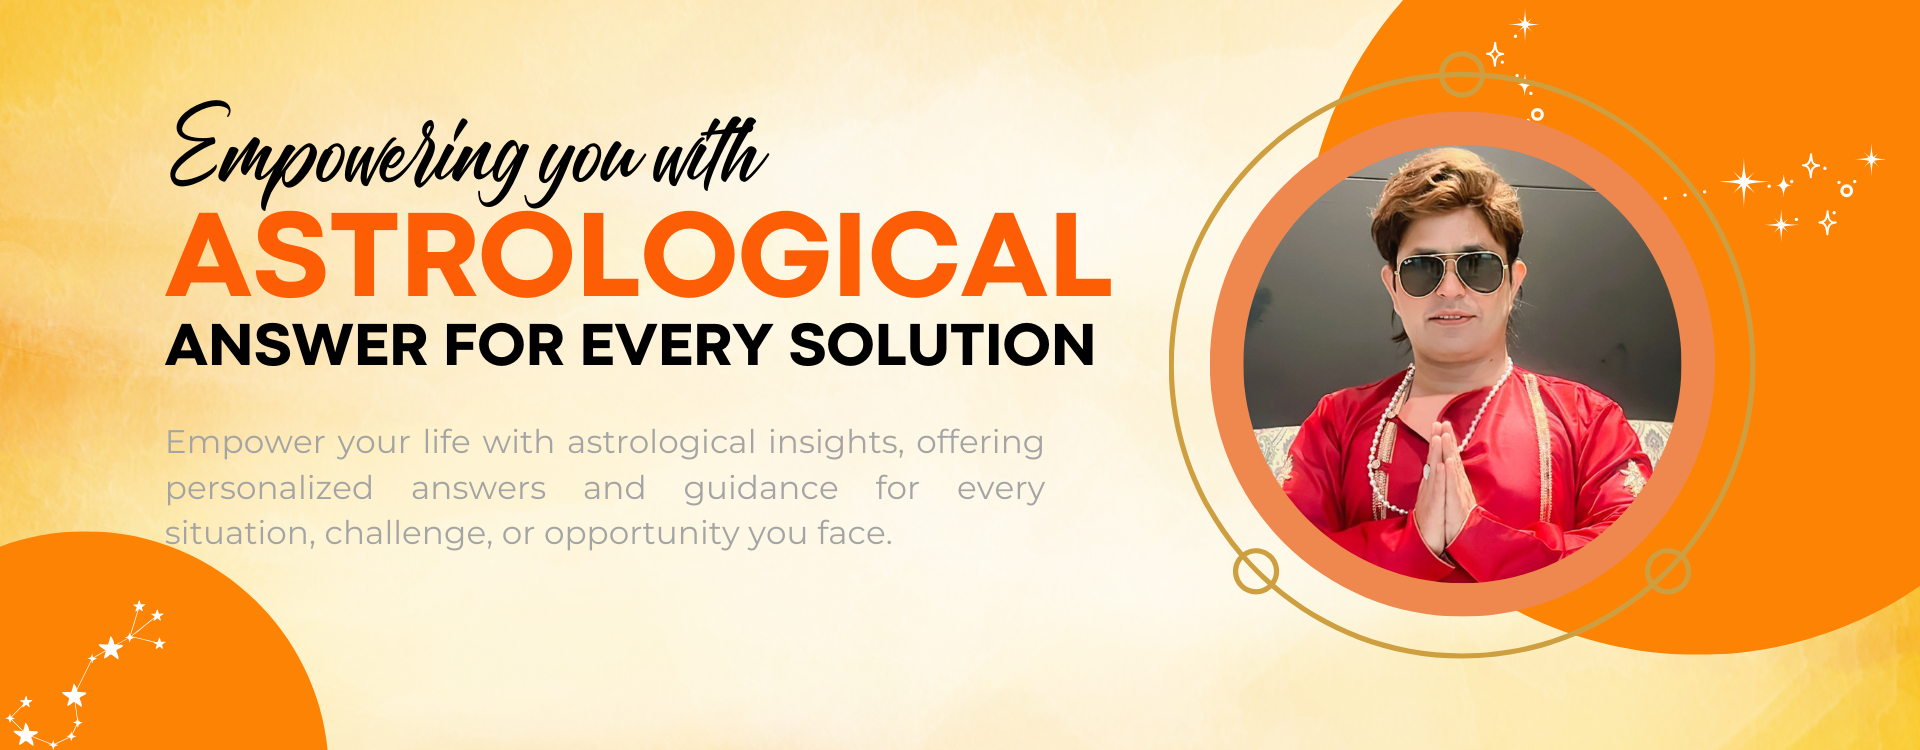 Empowering you with
ASTROLOGICAL
ANSWER FOR EVERY SOLUTION
Empower your life with astrological insights, offering
personalized answers and guidance for every
situation, challenge, or opportunity you face.